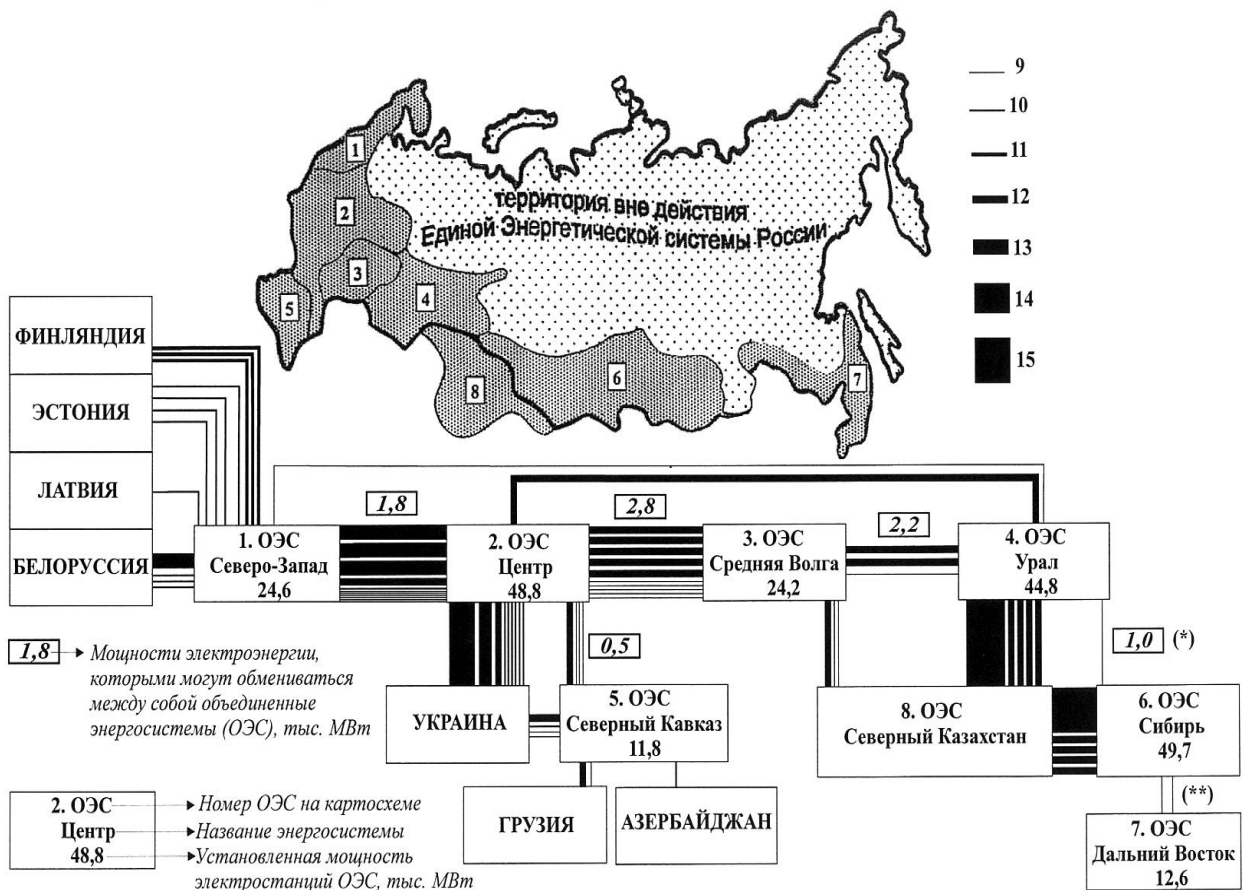 9
10
11
12
13
14
15
1
2
3
4
5
6
7
8
территория вне действия
Единой Энергетической системы России
ФИНЛЯНДИЯ
ЭСТОНИЯ
ЛАТВИЯ
БЕЛОРУССИЯ
1,8
2,8
2,2
1. ОЭС
Северо-Запад
24,6
2. ОЭС
Центр
48,8
3. ОЭС
Средняя Волга
24,2
4. ОЭС
Урал
44,8
0,5
1,0 (*)
1,8
Мощности электроэнергии,
которыми могут обмениваться
между собой объединенные
энергосистемы (ОЭС), тыс. МВт
УКРАИНА
5. ОЭС
Северный Кавказ
11,8
8. ОЭС
Северный Казахстан
6. ОЭС
Сибирь
49,7
(**)
ГРУЗИЯ
АЗЕРБАЙДЖАН
7. ОЭС
Дальний Восток
12,6
2. ОЭС
Центр
48,8
Номер ОЭС на картосхеме
Название энергосистемы
Установленная мощность
электростанций ОЭС, тыс. МВт